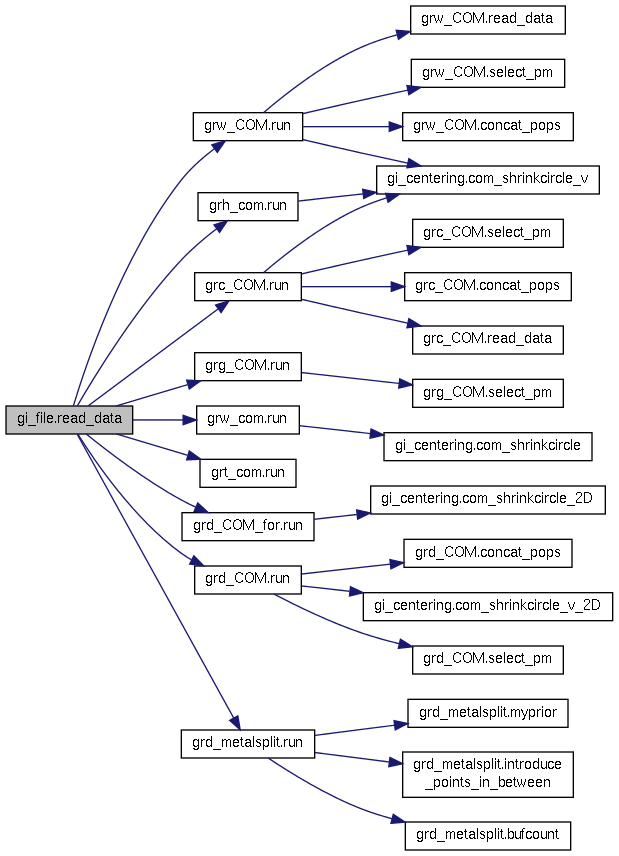 grw_COM.read_data
grw_COM.select_pm
grw_COM.run
grw_COM.concat_pops
gi_centering.com_shrinkcircle_v
grh_com.run
grc_COM.select_pm
grc_COM.run
grc_COM.concat_pops
grc_COM.read_data
grg_COM.run
grg_COM.select_pm
gi_file.read_data
grw_com.run
gi_centering.com_shrinkcircle
grt_com.run
gi_centering.com_shrinkcircle_2D
grd_COM_for.run
grd_COM.concat_pops
grd_COM.run
gi_centering.com_shrinkcircle_v_2D
grd_COM.select_pm
grd_metalsplit.myprior
grd_metalsplit.run
grd_metalsplit.introduce
_points_in_between
grd_metalsplit.bufcount